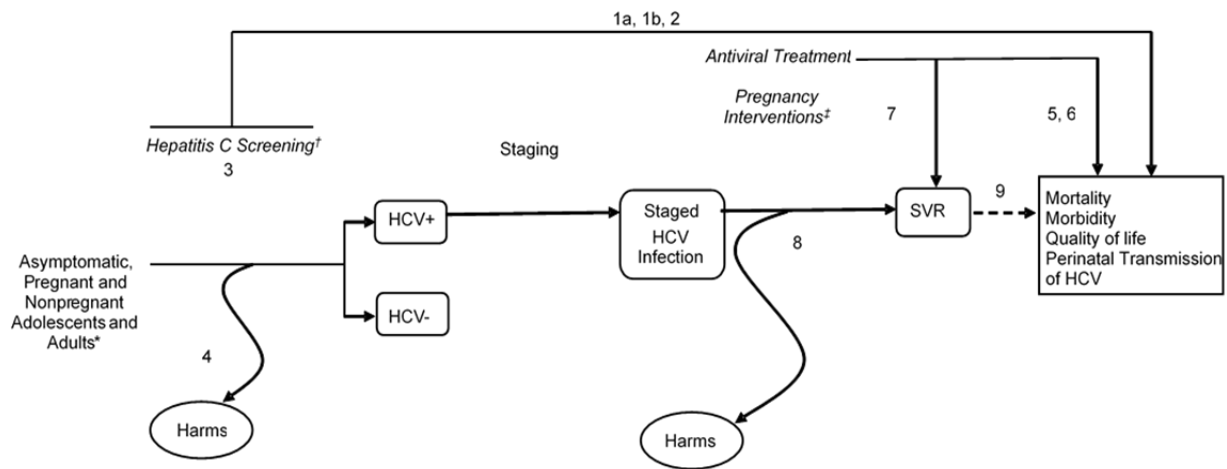 1a, 1b, 2
Antiviral Treatment
Pregnancy
Interventions‡
7
5, 6
Hepatitis C Screening†
3
Staging
HCV+
Staged
HCV
Infection
8
SVR
9
Mortality
Morbidity
Quality of life
Perinatal Transmission
of HCV
Asymptomatic,
Pregnant and
Nonpregnant
Adolescents and
Adults*
HCV-
4
Harms
Harms